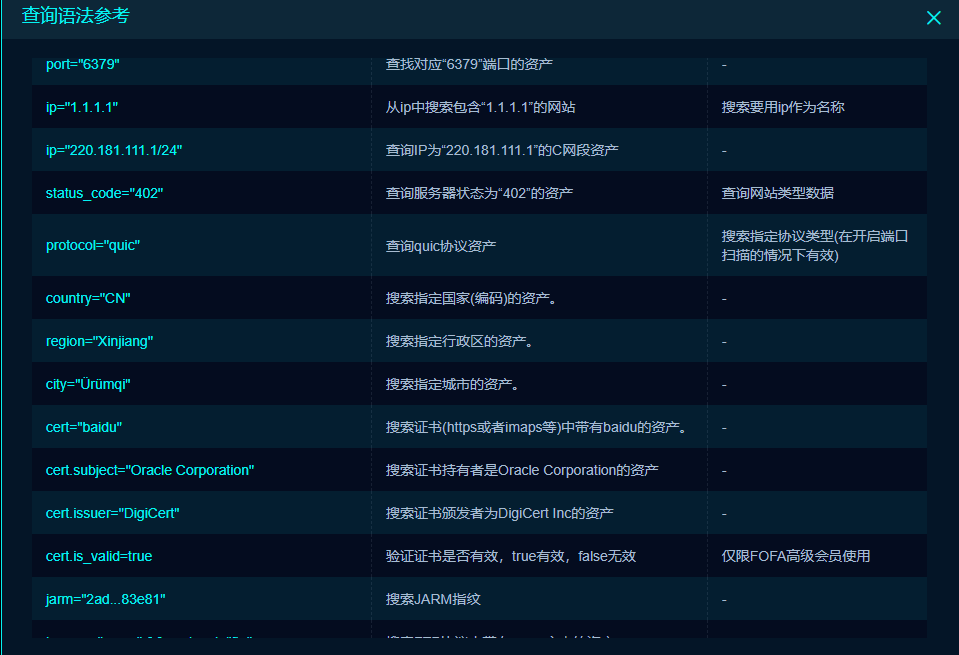 查询语法参考
port="6379" 查找对应“6379”端口的资产 -
ip="1.1.1.1" 从ip中搜索包含“1.1.1.1”的网站 搜索要用ip作为名称
ip="220.181.111.1/24" 查询IP为“220.181.111.1”的C网段资产 -
status_code="402" 查询服务器状态为“402”的资产 查询网站类型数据
protocol="quic" 查询quic协议资产 搜索指定协议类型(在开启端口
扫描的情况下有效)
country="CN" 搜索指定国家(编码)的资产。 -
region="Xinjiang" 搜索指定行政区的资产。 -
city="Ürümqi" 搜索指定城市的资产。 -
cert="baidu" 搜索证书(https或者imaps等)中带有baidu的资产。 -
cert.subject="Oracle Corporation" 搜索证书持有者是Oracle Corporation的资产 -
cert.issuer="DigiCert" 搜索证书颁发者为DigiCert Inc的资产 -
cert.is_valid=true 验证证书是否有效，true有效，false无效 仅限FOFA高级会员使用
jarm="2ad...83e81" 搜索JARM指纹 -